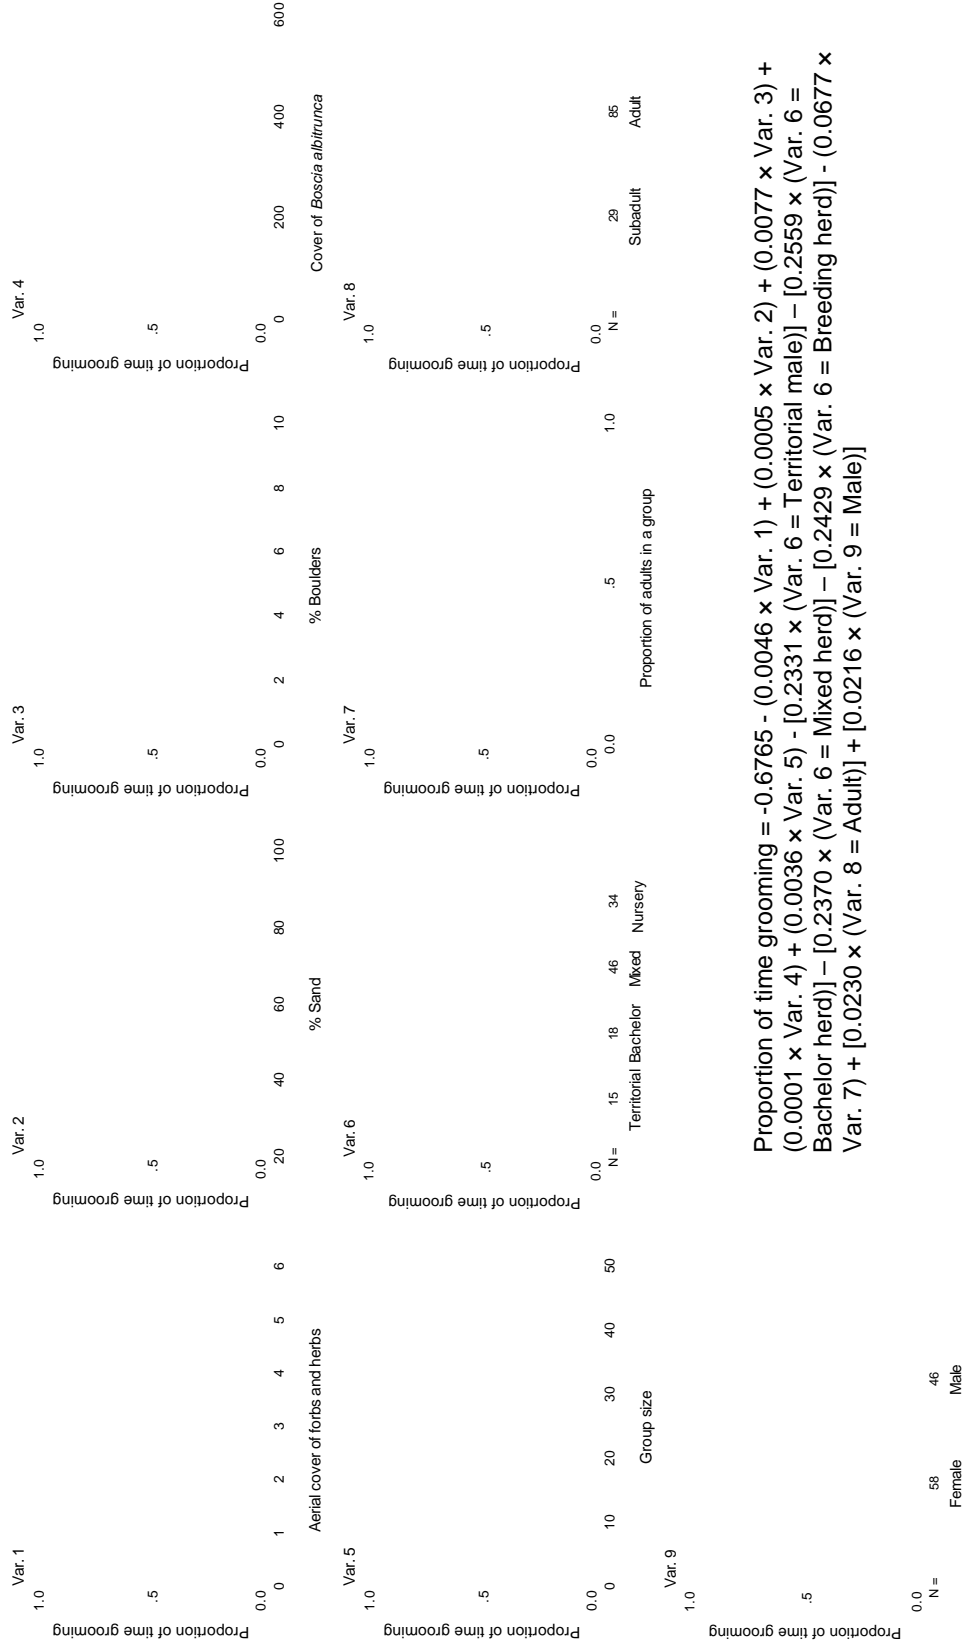 Var. 1
1.0
.5
0.0
Proportion of time grooming
0 1 2 3 4 5 6
Aerial cover of forbs and herbs
Var. 2
1.0
.5
0.0
Proportion of time grooming
20 40 60 80 100
% Sand
Var. 3
1.0
.5
0.0
Proportion of time grooming
0 2 4 6 8 10
% Boulders
Var. 4
1.0
.5
0.0
Proportion of time grooming
0 200 400 600
Cover of Boscia albitrunca
Var. 5
1.0
.5
0.0
Proportion of time grooming
0 10 20 30 40 50
Group size
Var. 6
1.0
.5
0.0
Proportion of time grooming
N = 15 18 46 34
Territorial Bachelor Mixed Nursery
Var. 7
1.0
.5
0.0
Proportion of time grooming
0.0 .5 1.0
Proportion of adults in a group
Var. 8
1.0
.5
0.0
Proportion of time grooming
N = 29 85
Subadult Adult
Var. 9
1.0
.5
0.0
Proportion of time grooming
N = 58 46
Female Male
Proportion of time grooming = -0.6765 - (0.0046 × Var. 1) + (0.0005 × Var. 2) + (0.0077 × Var. 3) +
(0.0001 × Var. 4) + (0.0036 × Var. 5) - [0.2331 × (Var. 6 = Territorial male)] – [0.2559 × (Var. 6 =
Bachelor herd)] – [0.2370 × (Var. 6 = Mixed herd)] – [0.2429 × (Var. 6 = Breeding herd)] - (0.0677 ×
Var. 7) + [0.0230 × (Var. 8 = Adult)] + [0.0216 × (Var. 9 = Male)]